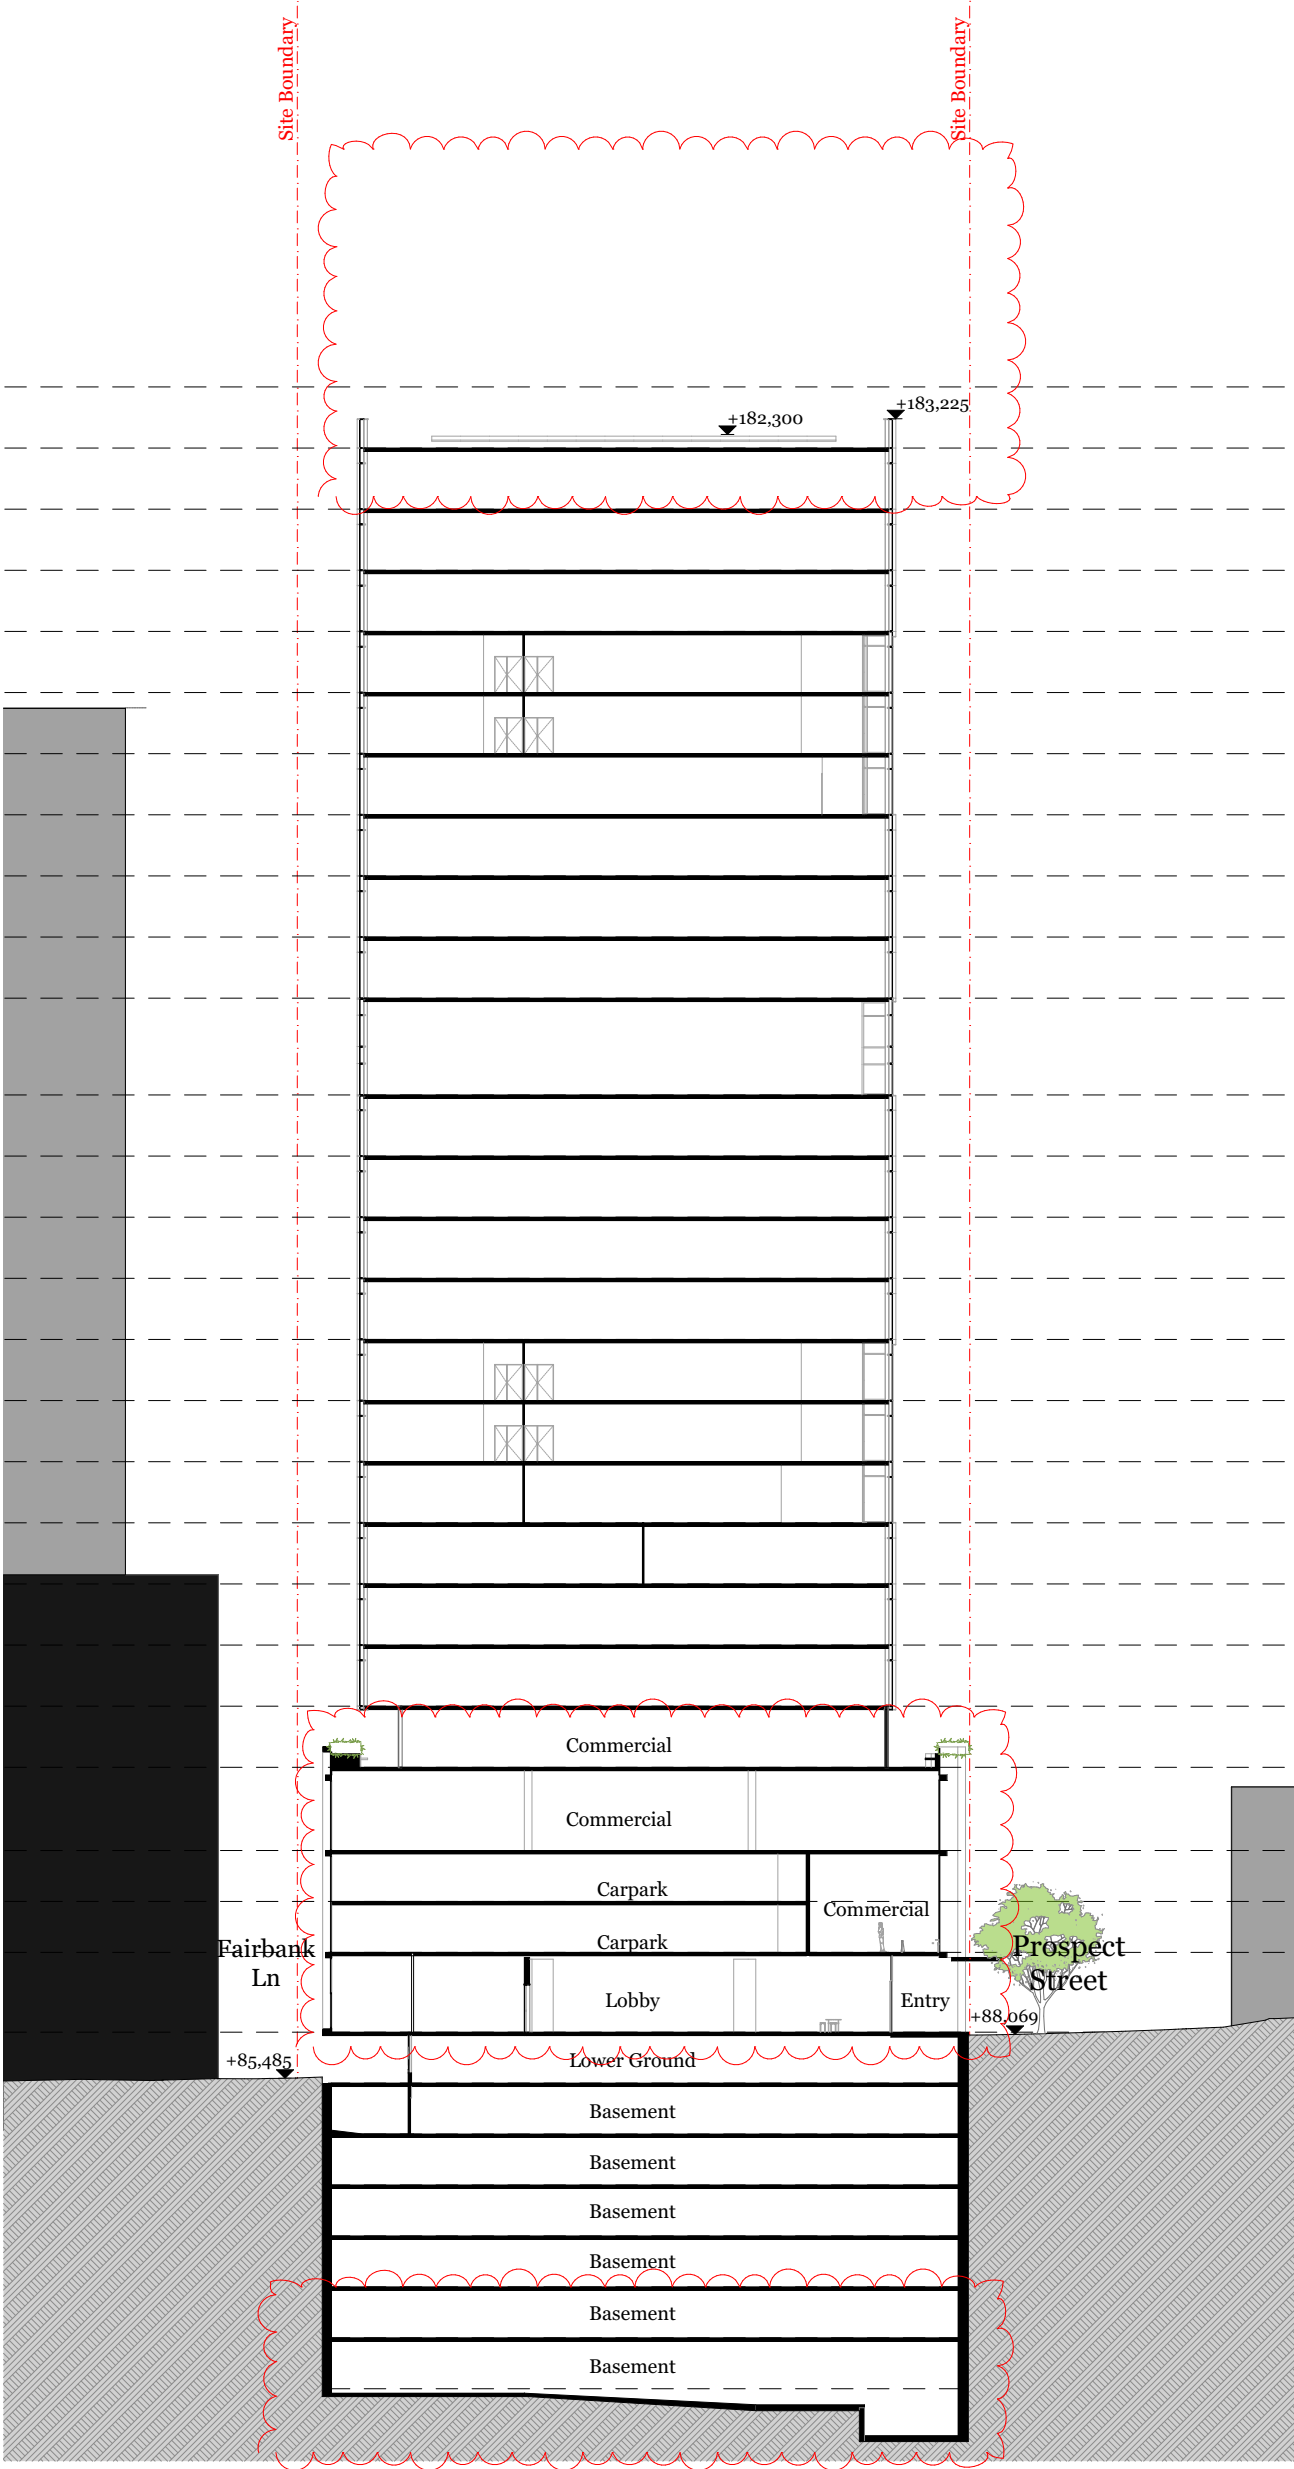 Site Boundary
Site Boundary
+183,225
+182,300
Commercial
Commercial
Carpark
Commercial
Carpark
Fairbank
Ln
Prospect
Street
Lobby
Entry
+88,069
+85,485
Lower Ground
Basement
Basement
Basement
Basement
Basement
Basement